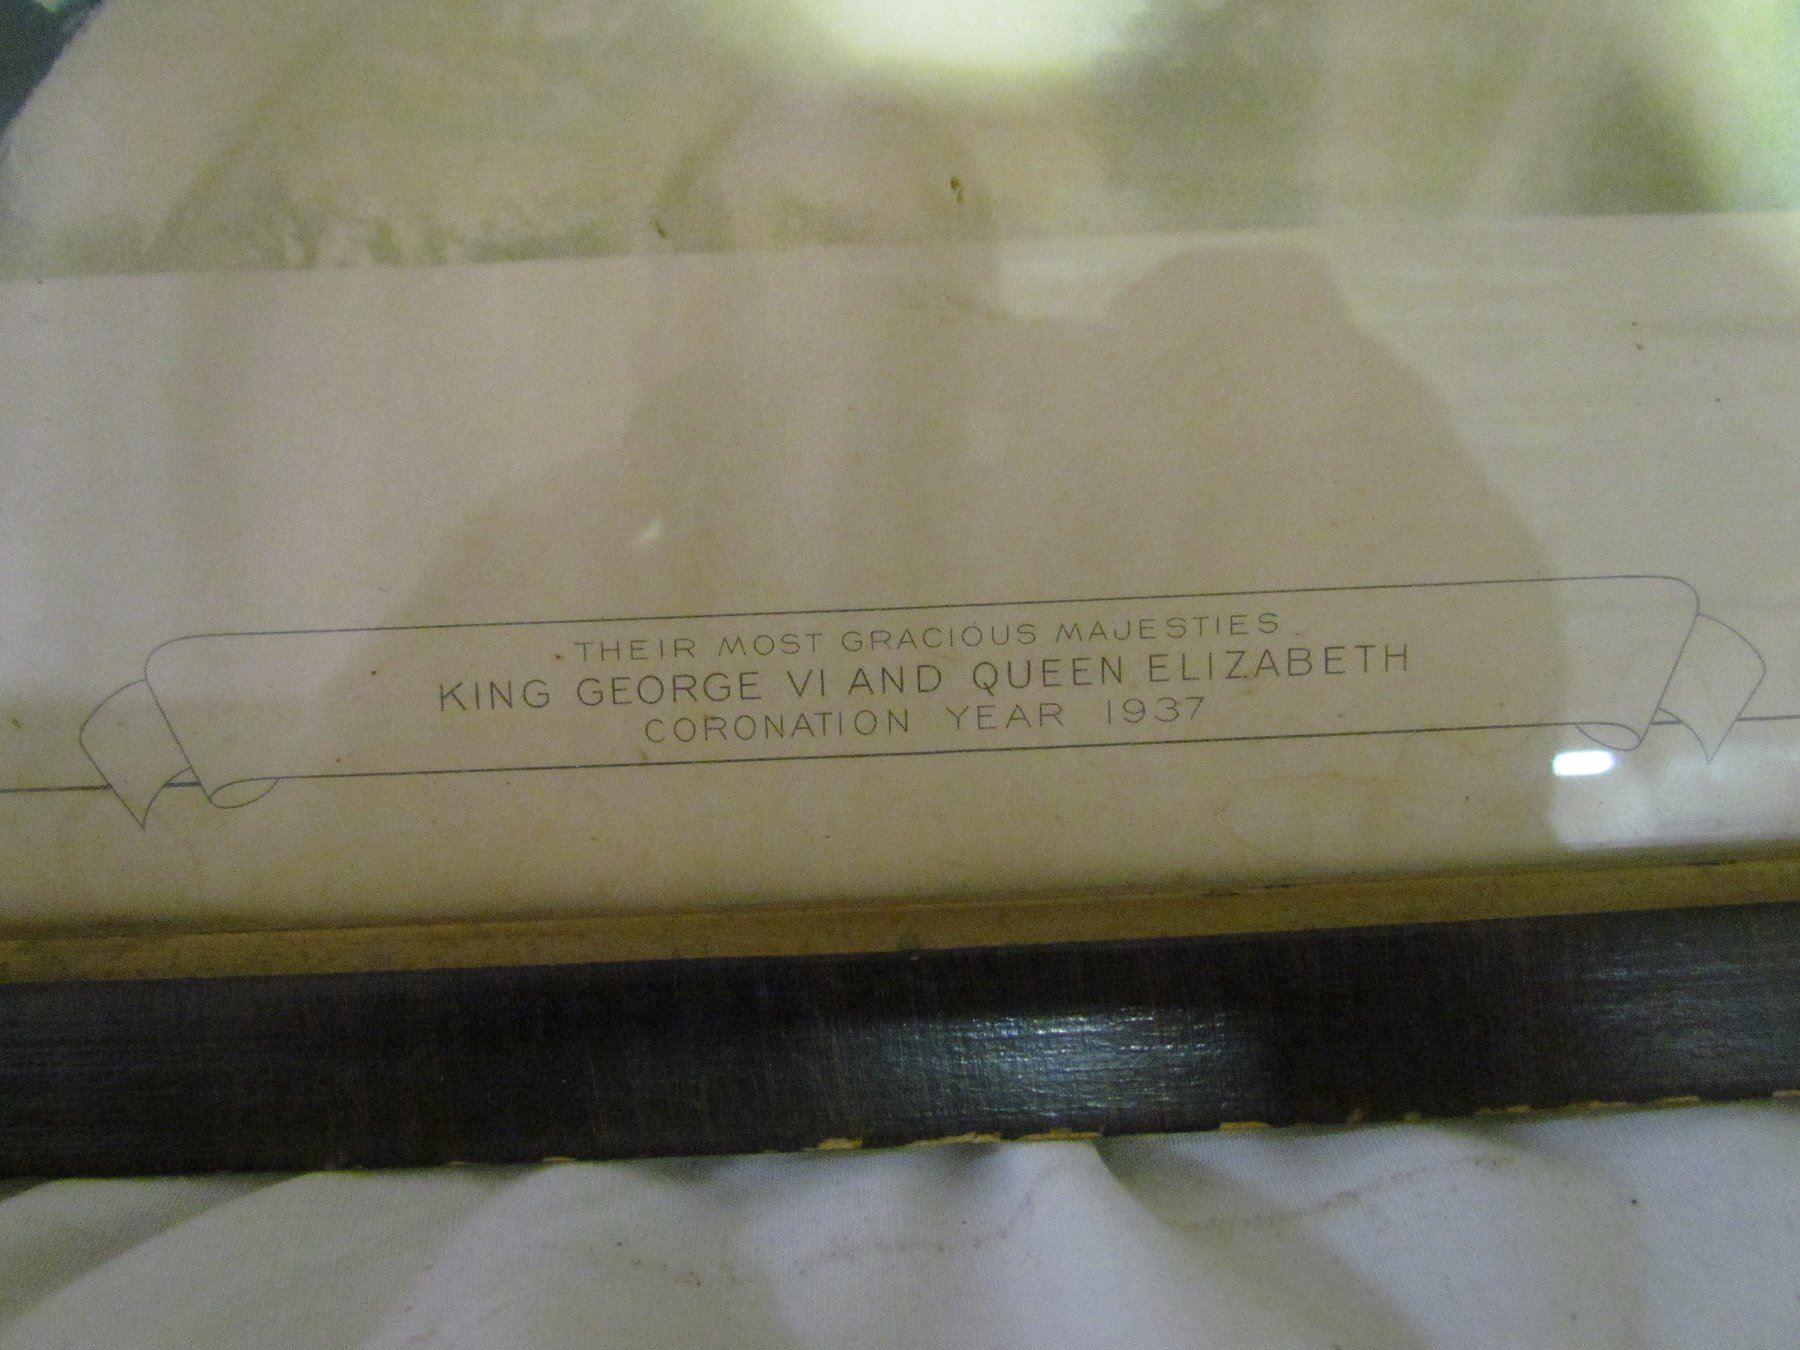 THEIR MOST GRACIOUS MAJESTIES
KING GEORGE VI AND QUEEN ELIZABETH
CORONATION YEAR 1937